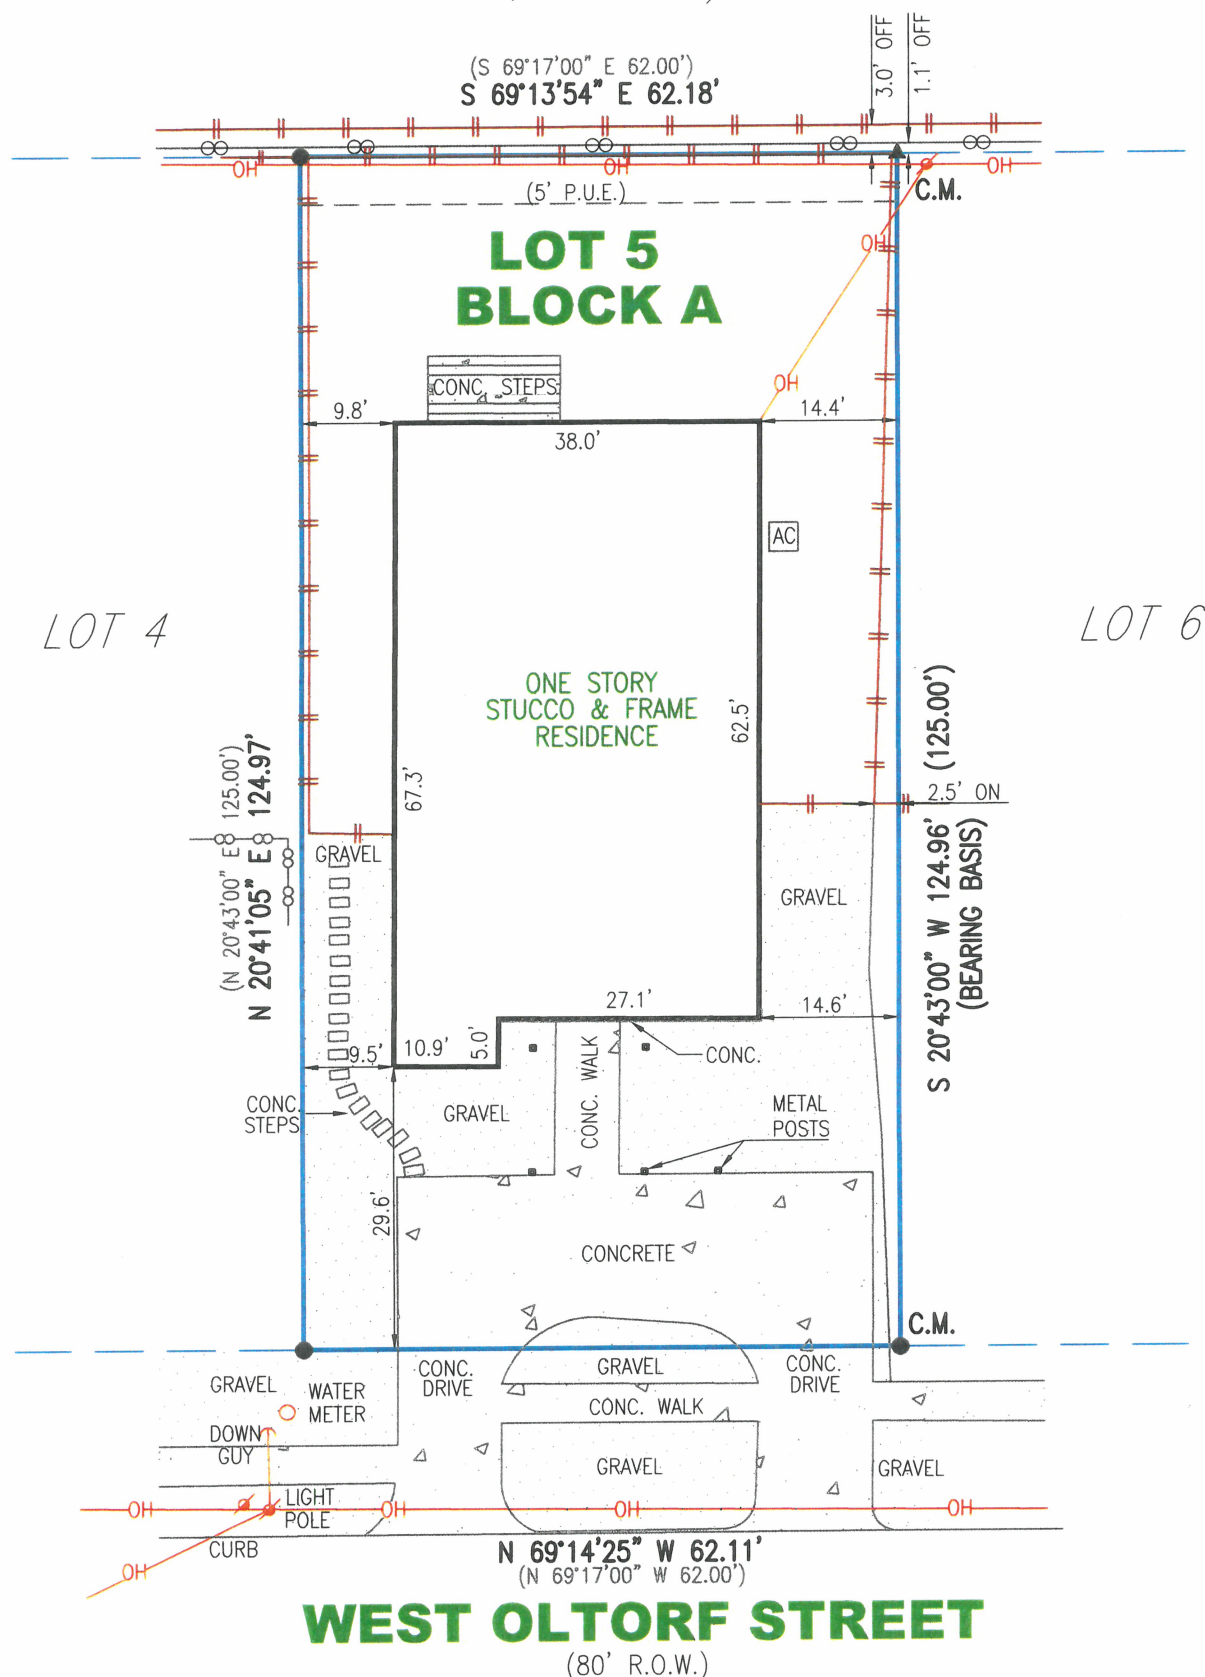 3.0' OFF
1.1' OFF
(S 69°17'00" E 62.00')
S 69°13'54" E 62.18'
OH
OH
OH
(5' P.U.E.)
C.M.
LOT 5
BLOCK A
OH
OH
CONC. STEPS
9.8'
14.4'
38.0'
AC
LOT 4
LOT 6
ONE STORY
STUCCO & FRAME
RESIDENCE
62.5'
67.3'
(N 20°43'00" E 125.00')
N 20°41'05" E 124.97'
S 20°43'00" W 124.96' (125.00')
(BEARING BASIS)
2.5' ON
GRAVEL
GRAVEL
27.1'
14.6'
9.5'
10.9'
5.0'
CONC. WALK
CONC.
CONC.
STEPS
GRAVEL
METAL
POSTS
29.6'
CONCRETE
C.M.
GRAVEL
WATER
METER
CONC.
DRIVE
GRAVEL
CONC.
DRIVE
CONC. WALK
DOWN
GUY
GRAVEL
GRAVEL
LIGHT
POLE
OH
OH
OH
OH
CURB
OH
N 69°14'25" W 62.11'
(N 69°17'00" W 62.00')
WEST OLTORF STREET
(80' R.O.W.)